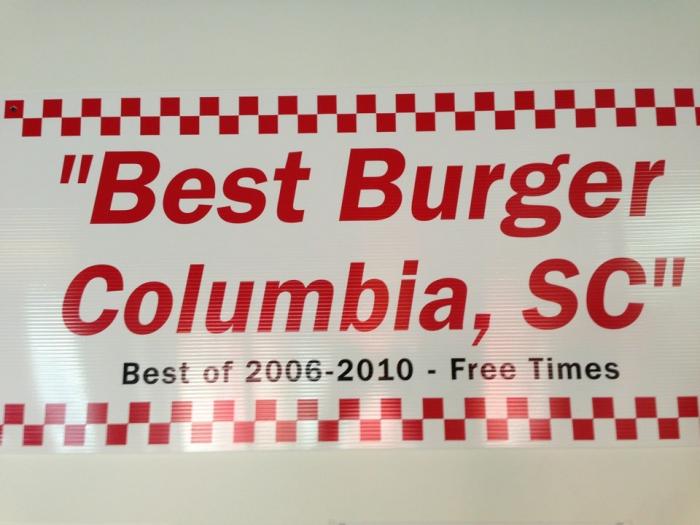 "Best Burger
Columbia, SC"
Best of 2006-2010 - Free Times